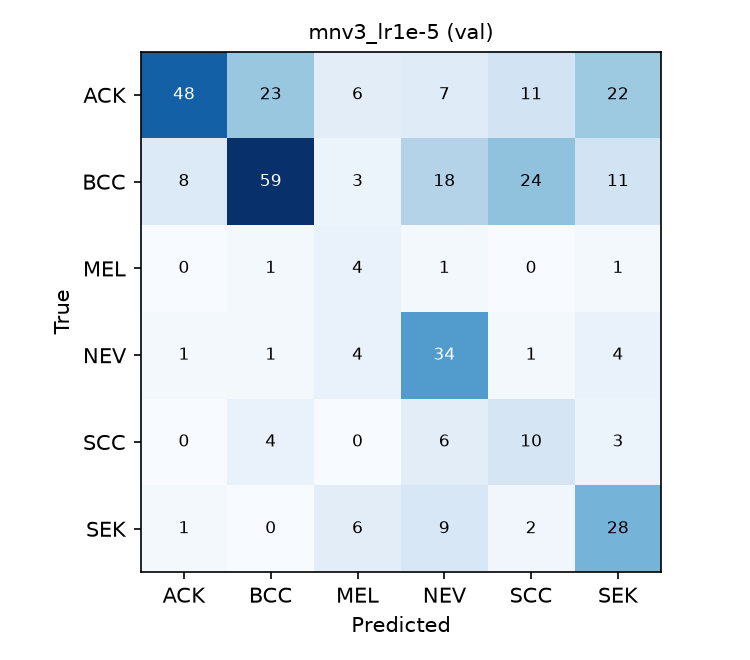 mnv3_lr1e-5 (val)
ACK 48 23 6 7 11 22
BCC 8 59 3 18 24 11
MEL 0 1 4 1 0 1
NEV 1 1 4 34 1 4
SCC 0 4 0 6 10 3
SEK 1 0 6 9 2 28
True
ACK BCC MEL NEV SCC SEK
Predicted